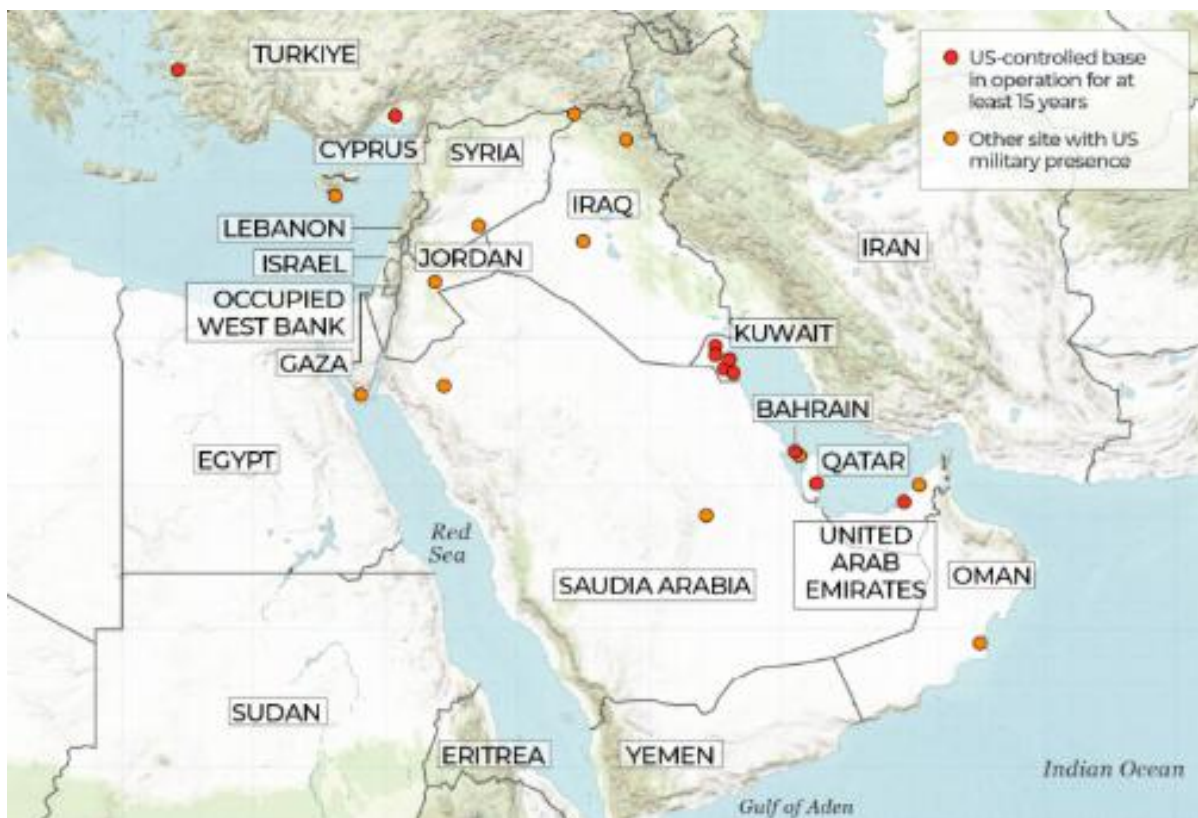 TURKIYE
US-controlled base
in operation for at
least 15 years
Other site with US
military presence
CYPRUS
SYRIA
IRAQ
LEBANON
ISRAEL
JORDAN
IRAN
OCCUPIED
WEST BANK
GAZA
KUWAIT
BAHRAIN
EGYPT
QATAR
Red
Sea
UNITED
ARAB
EMIRATES
SAUDIA ARABIA
OMAN
SUDAN
ERITREA
YEMEN
Indian Ocean
Gulf of Aden